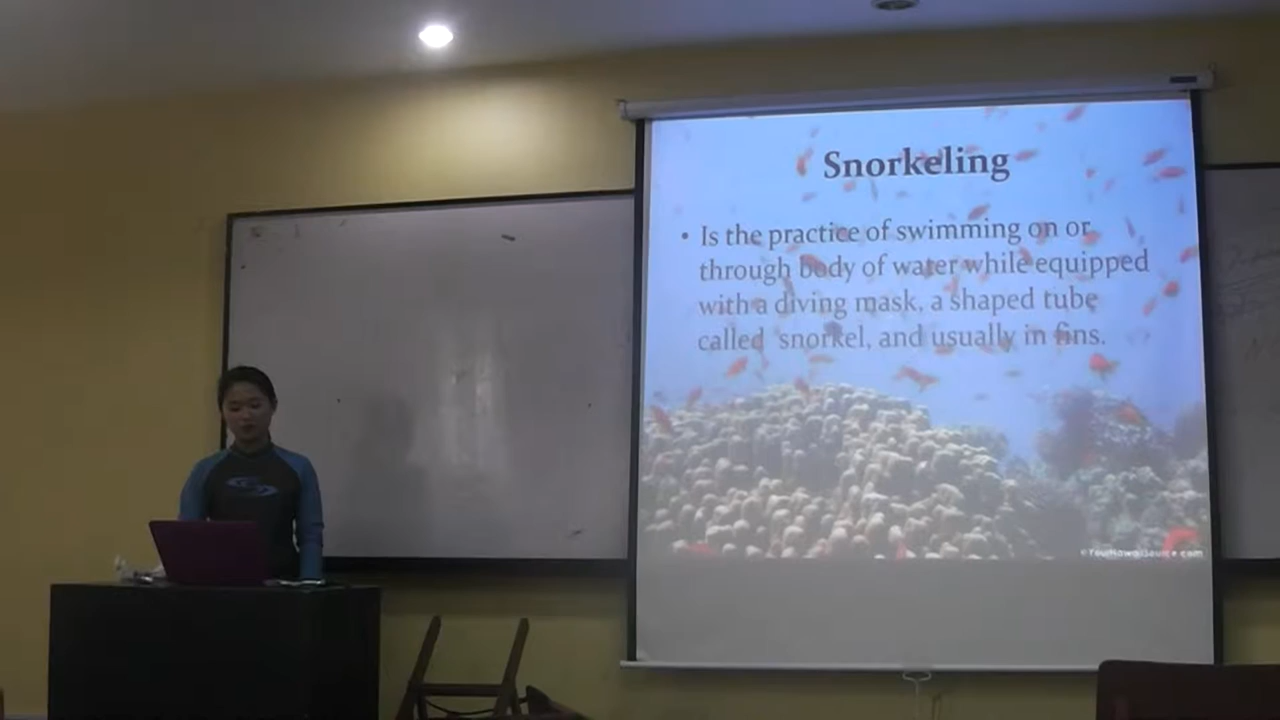 Snorkeling
• Is the practice of swimming on or
through body of water while equipped
with a diving mask, a shaped tube
called snorkel, and usually in fins.